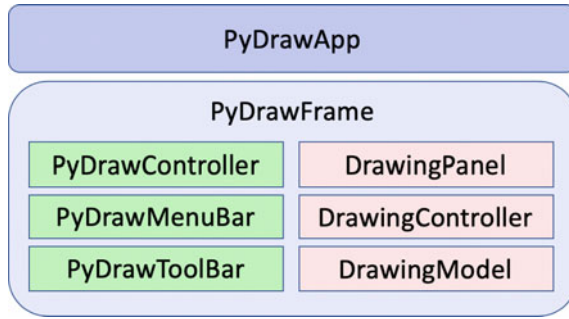 PyDrawApp
PyDrawFrame
PyDrawController DrawingPanel
PyDrawMenuBar DrawingController
PyDrawToolBar DrawingModel